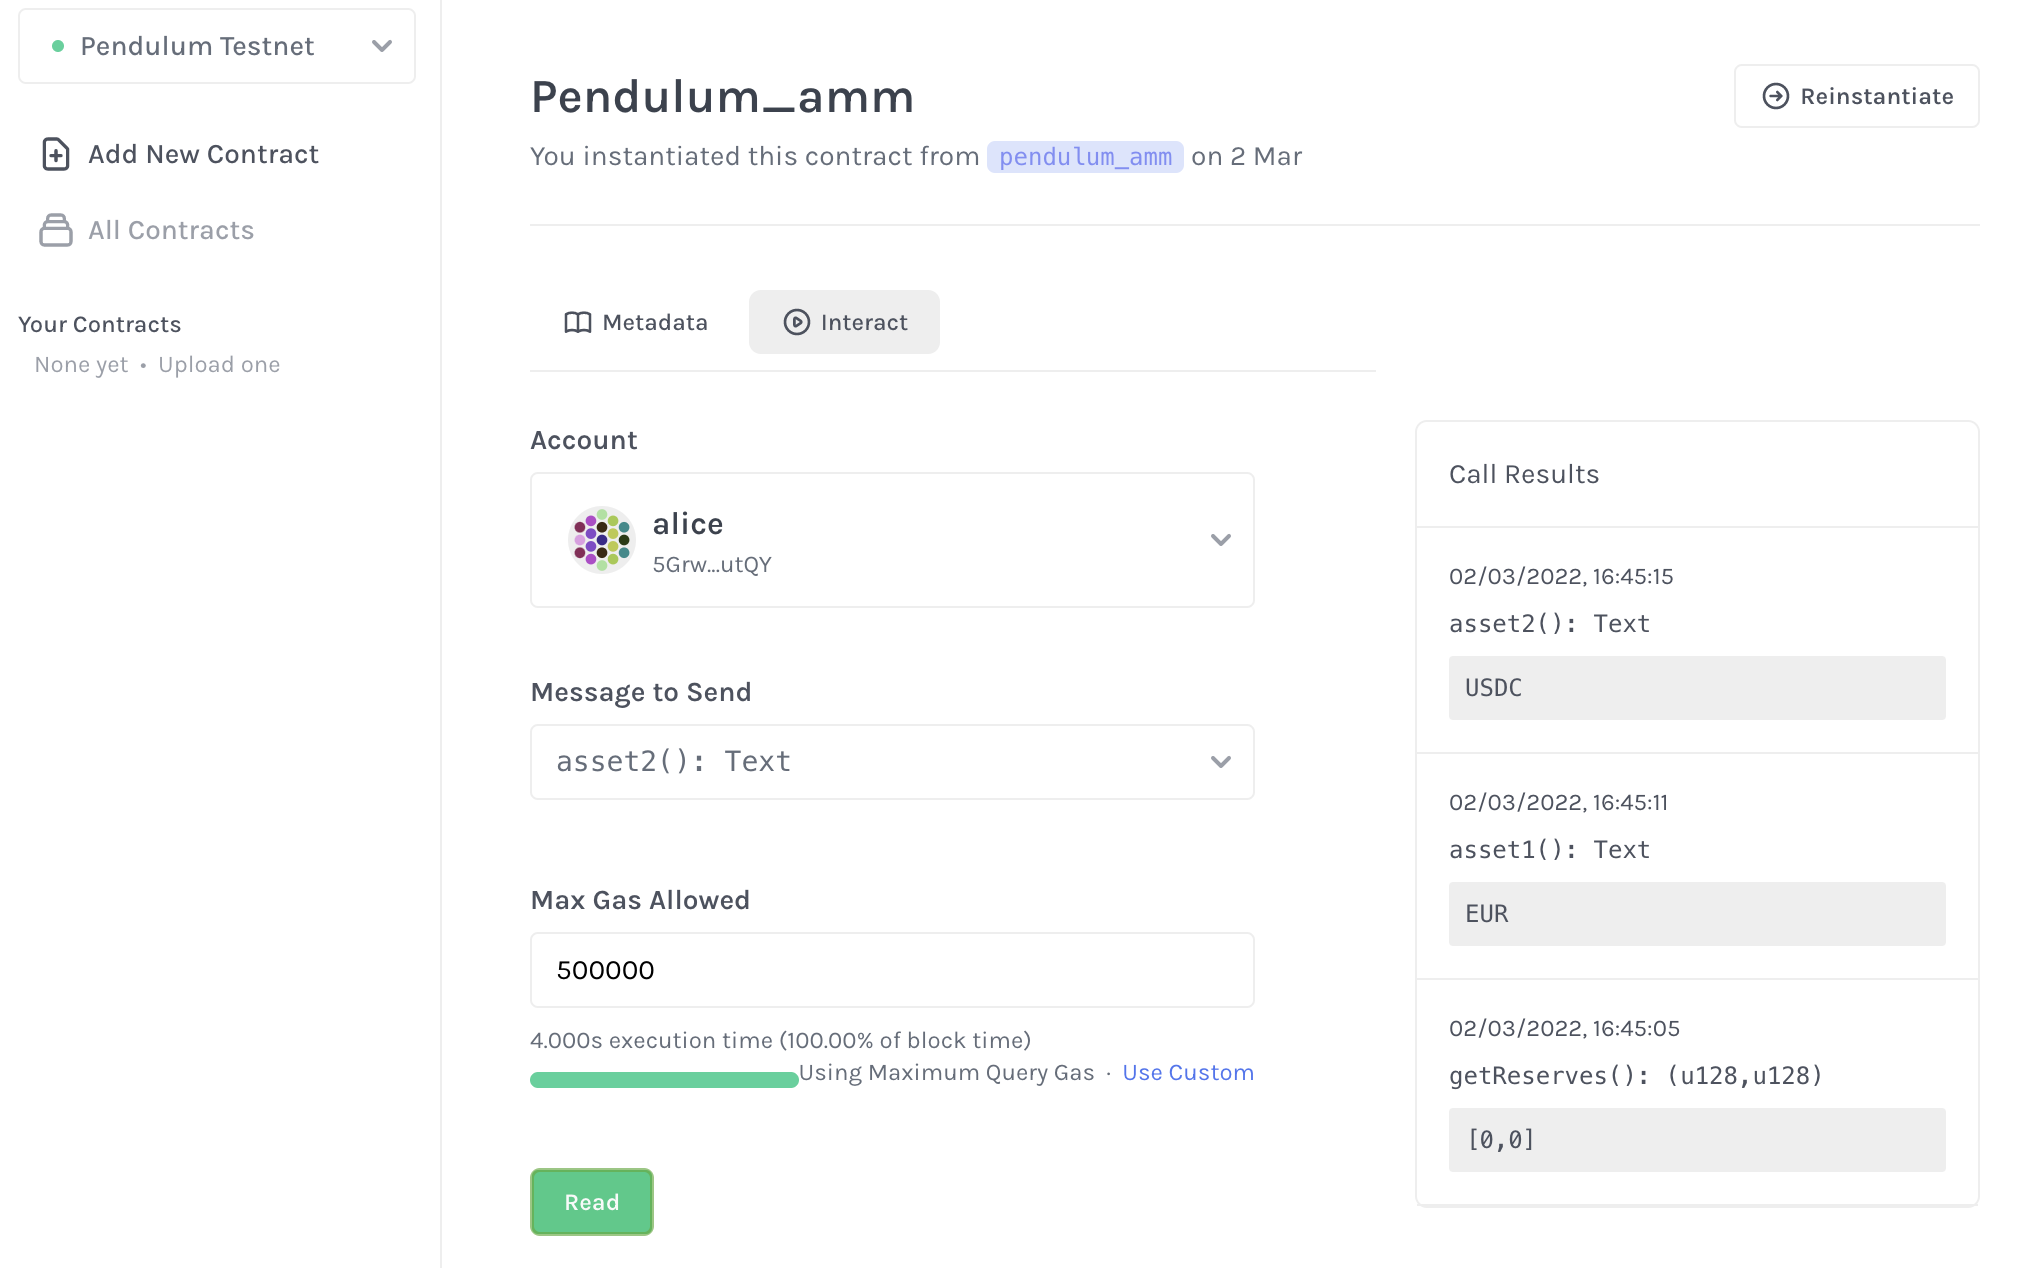 Pendulum Testnet
Add New Contract
All Contracts
Your Contracts
None yet • Upload one
Pendulum_amm
You instantiated this contract from pendulum_amm on 2 Mar
Reinstantiate
Metadata
Interact
Account
alice
5Grw...utQY
Message to Send
asset2(): Text
Max Gas Allowed
500000
4.000s execution time (100.00% of block time)
Using Maximum Query Gas · Use Custom
Read
Call Results
02/03/2022, 16:45:15
asset2(): Text
USDC
02/03/2022, 16:45:11
asset1(): Text
EUR
02/03/2022, 16:45:05
getReserves(): (u128,u128)
[0,0]